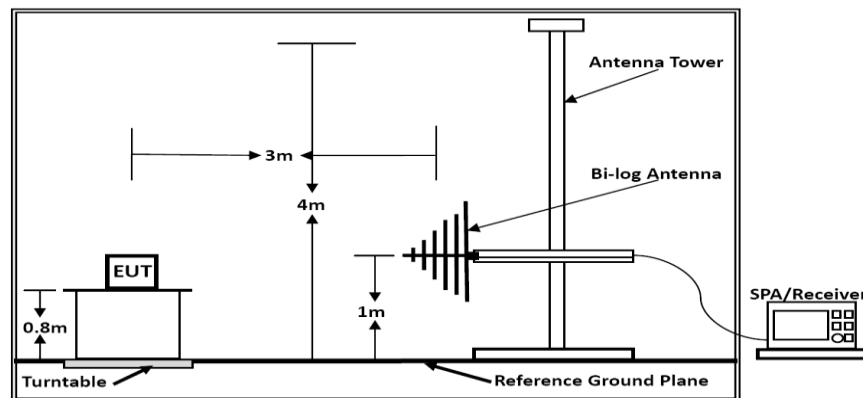 Antenna Tower
3m
Bi-log Antenna
4m
EUT
SPA/Receiver
0.8m
1m
Turntable
Reference Ground Plane